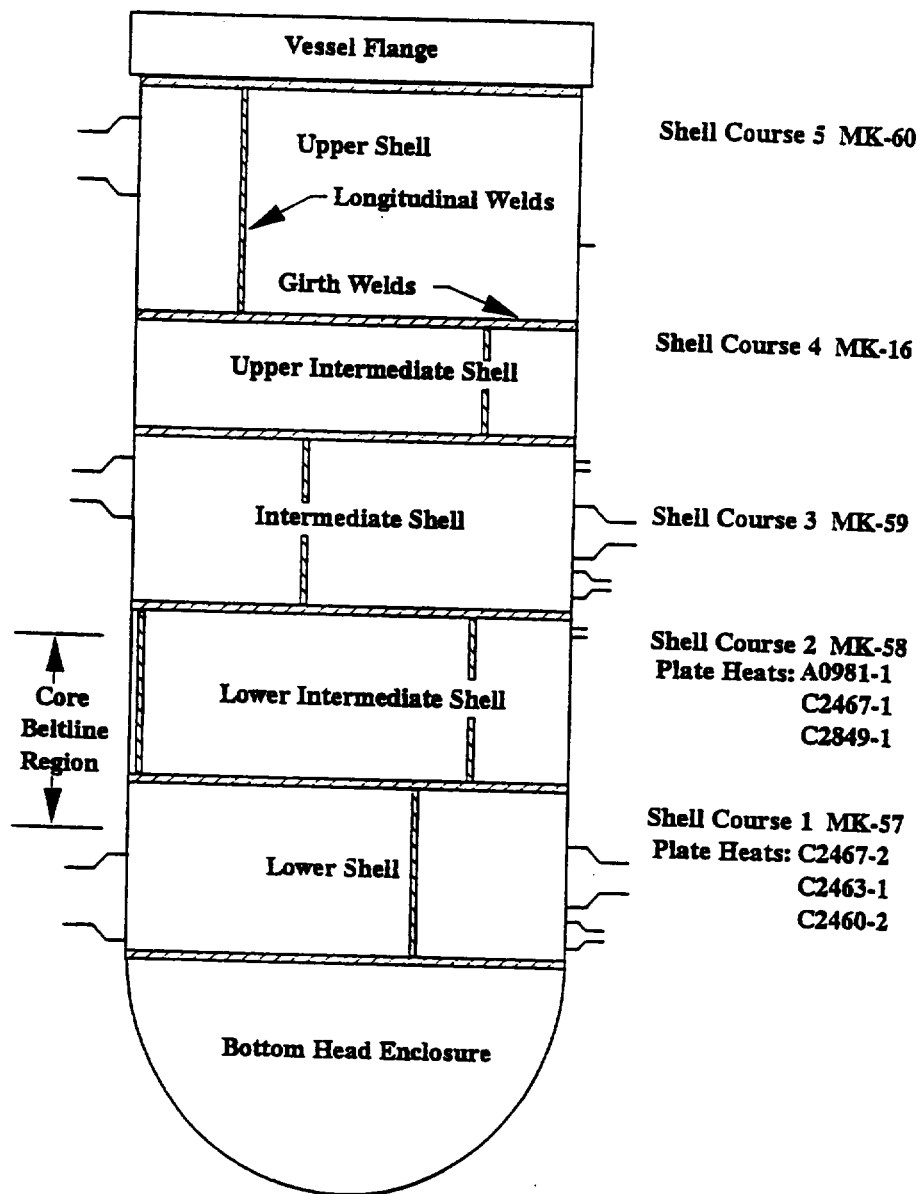 Vessel Flange
Upper Shell
Shell Course 5 MK-60
Longitudinal Welds
Girth Welds
Shell Course 4 MK-16
Upper Intermediate Shell
Intermediate Shell
Shell Course 3 MK-59
Core
Beltline
Region
Lower Intermediate Shell
Shell Course 2 MK-58
Plate Heats: A0981-1
C2467-1
C2849-1
Lower Shell
Shell Course 1 MK-57
Plate Heats: C2467-2
C2463-1
C2460-2
Bottom Head Enclosure